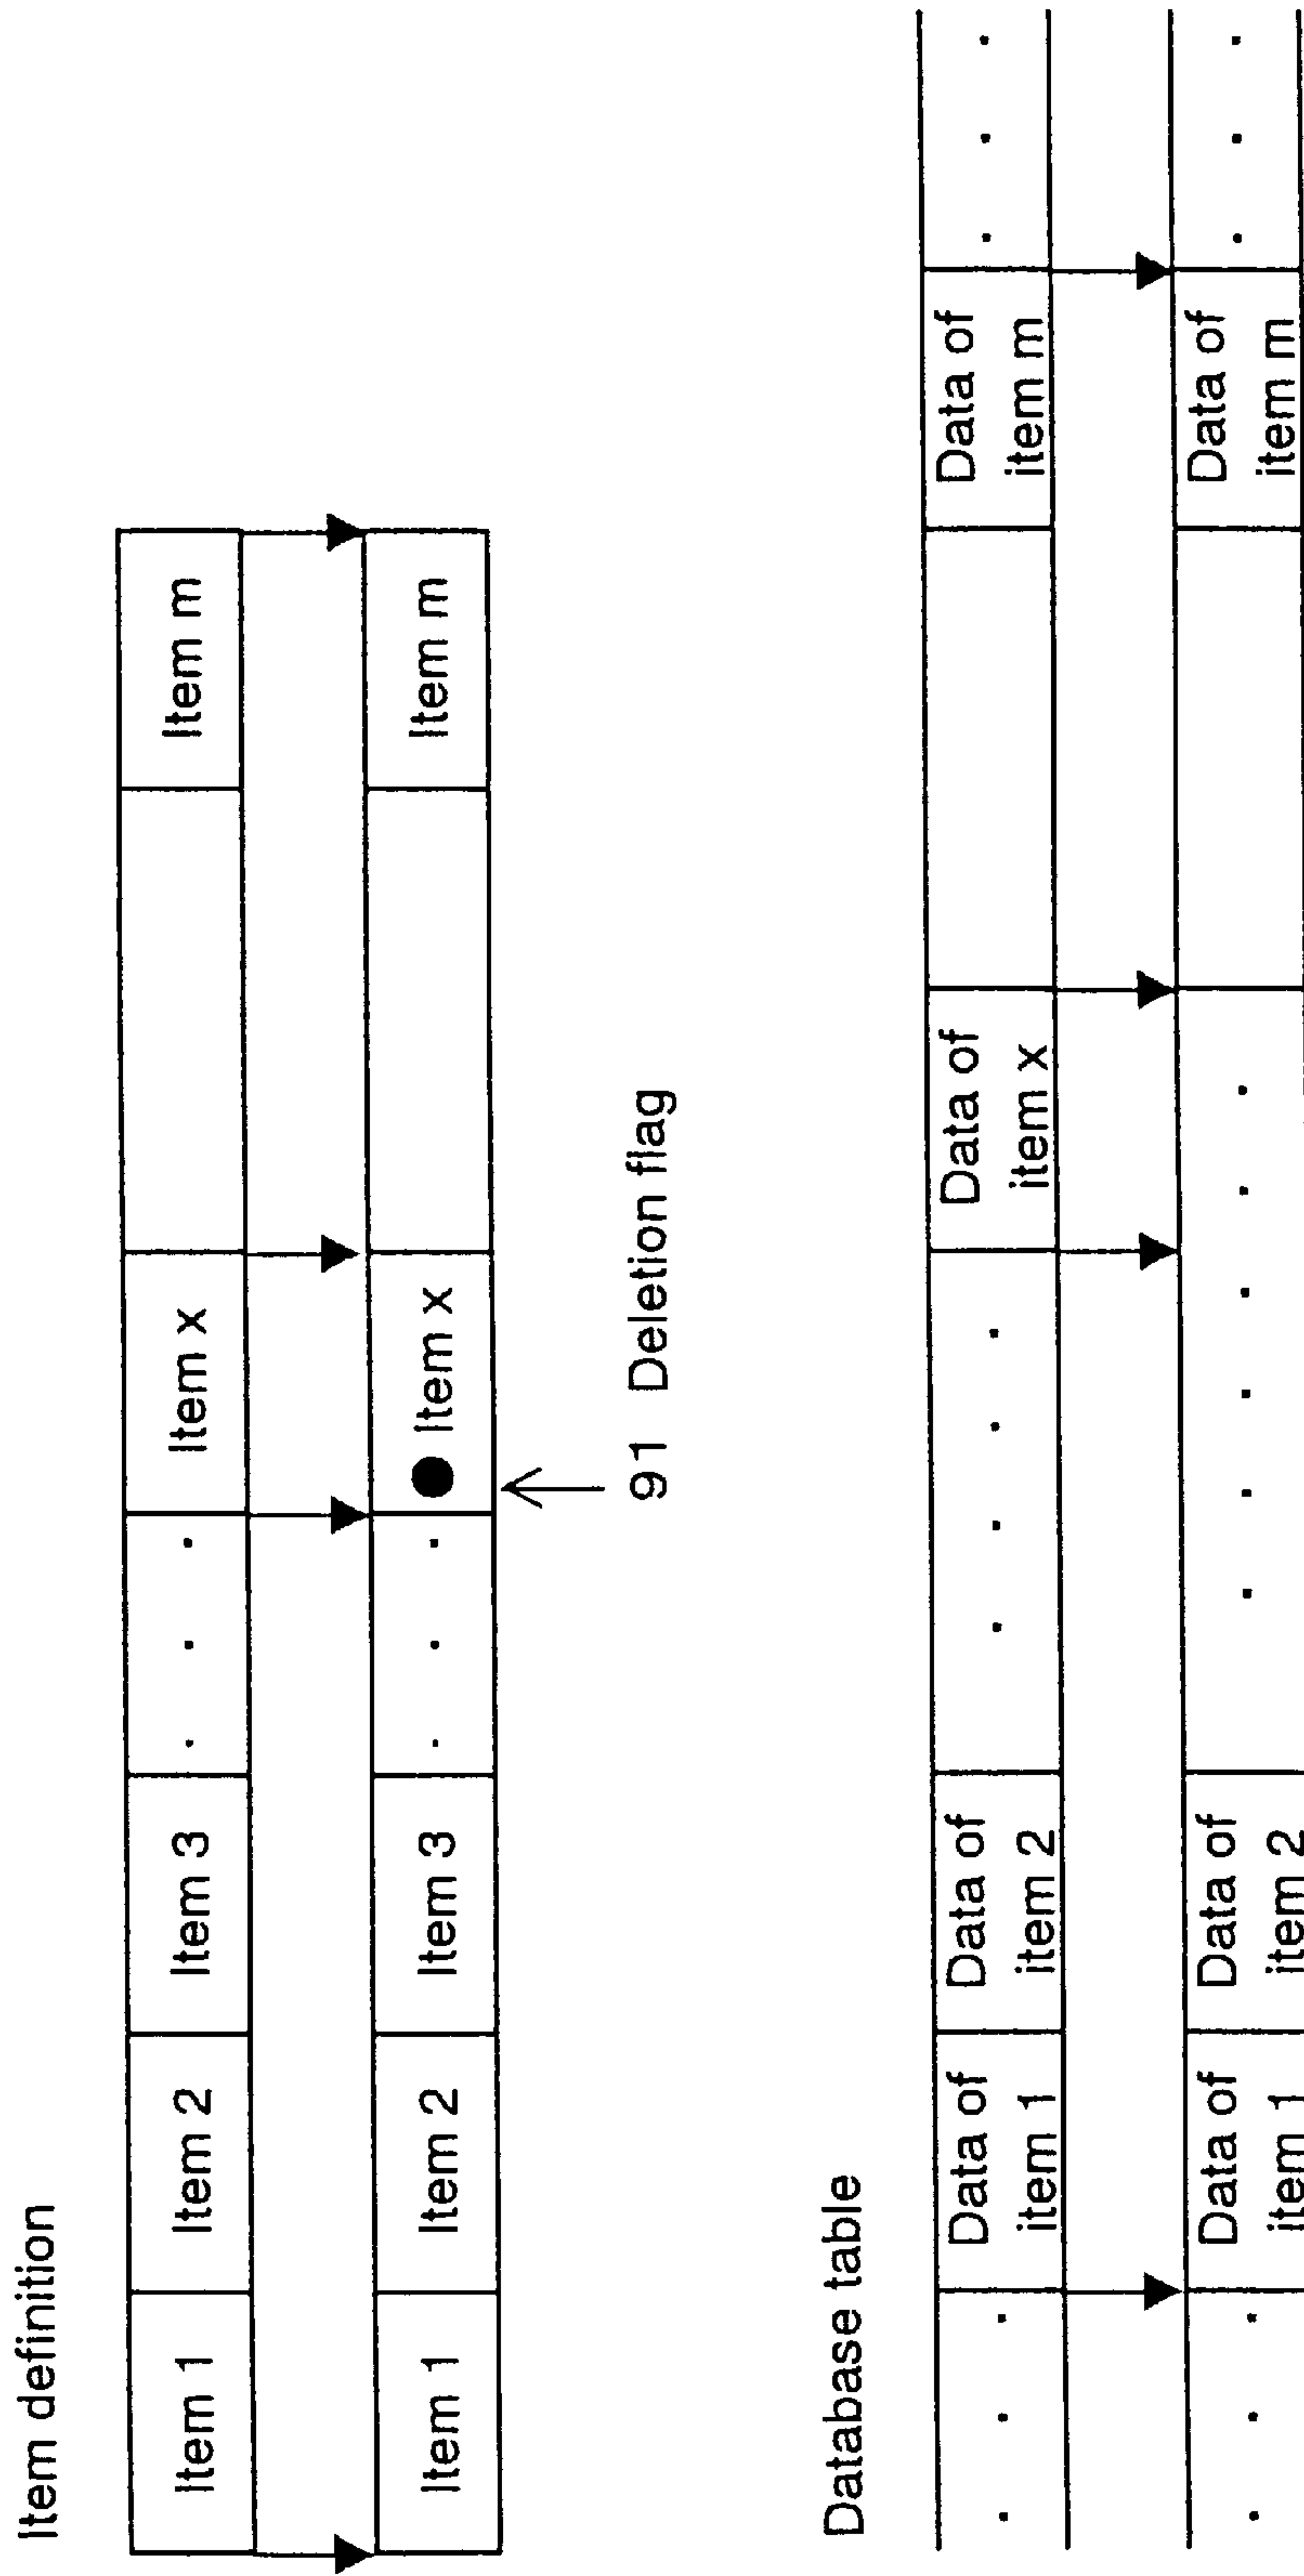 Item definition
Item 1 Item 2 Item 3 . . . Item x Item m
Item 1 Item 2 Item 3 . . . ● Item x Item m
91 Deletion flag
Database table
. . . Data of item 1 Data of item 2 . . . . Data of item x Data of item m . . .
. . . Data of item 1 Data of item 2 . . . . . . Data of item m . . .